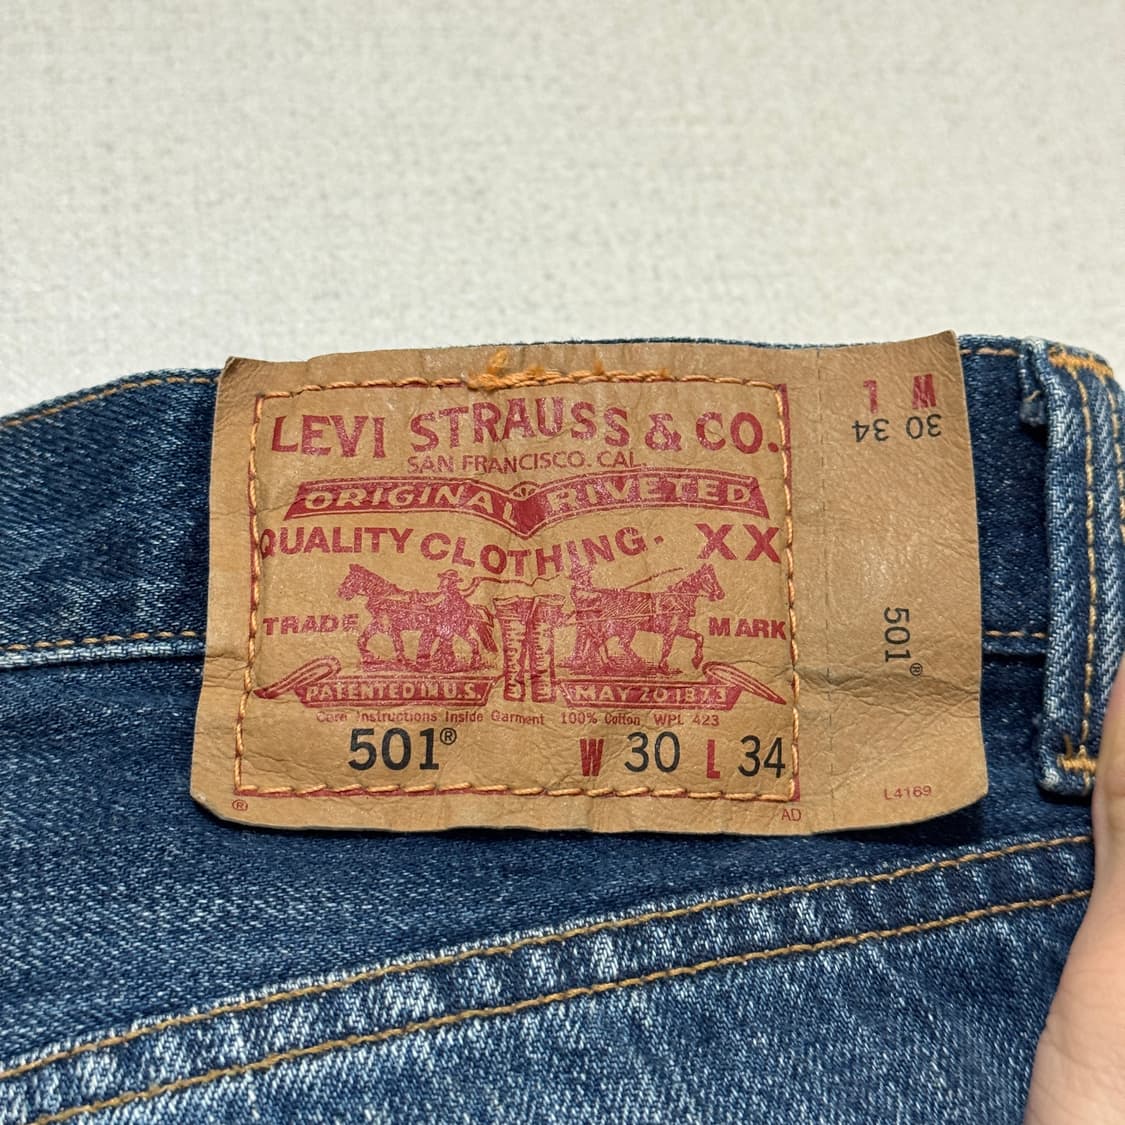 LEVI STRAUSS & CO.
SAN FRANCISCO. CAL.
ORIGINAL RIVETED
QUALITY CLOTHING. XX
TRADE MARK
PATENTED IN U.S. MAY 20 1873
Care Instructions Inside Garment 100% Cotton WPL 423
501® W 30 L 34
® AD
W L
30 34
501®
L4169